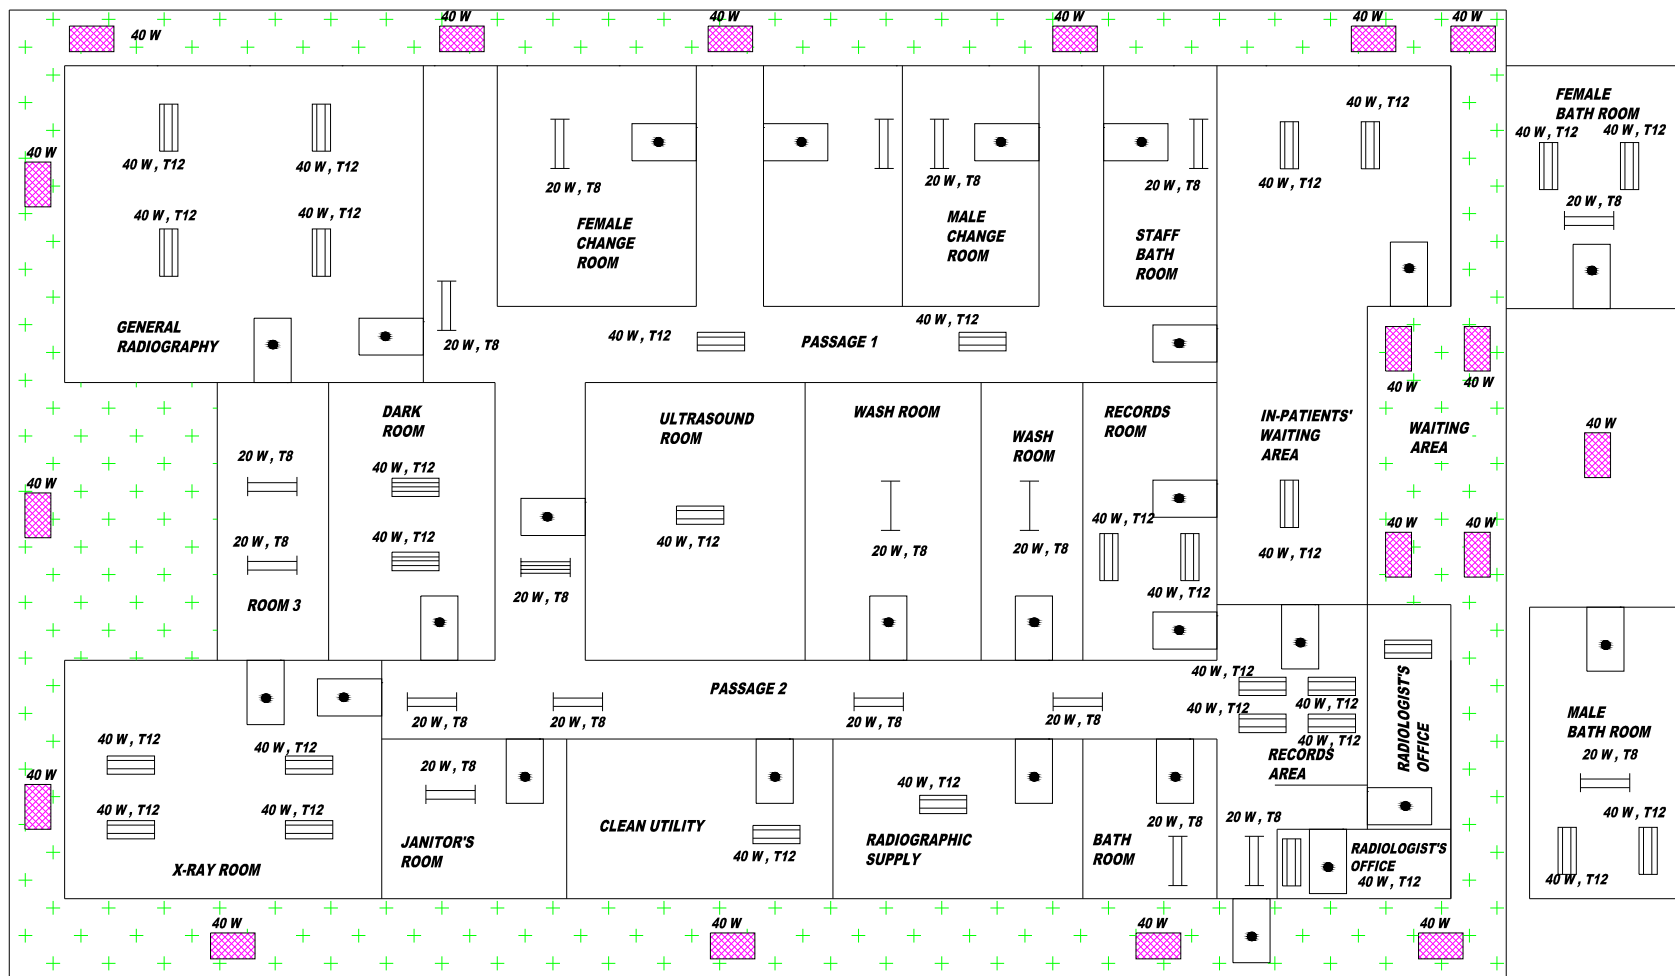 40 W
40 W
40 W
40 W
40 W
40 W
40 W , T12
FEMALE
BATH ROOM
40 W , T12
40 W , T12
40 W
40 W , T12
40 W , T12
20 W , T8
20 W , T8
20 W , T8
40 W , T12
20 W , T8
40 W , T12
40 W , T12
FEMALE
CHANGE
ROOM
MALE
CHANGE
ROOM
STAFF
BATH
ROOM
GENERAL
RADIOGRAPHY
20 W , T8
40 W , T12
PASSAGE 1
40 W , T12
40 W
40 W
DARK
ROOM
ULTRASOUND
ROOM
WASH ROOM
WASH
ROOM
RECORDS
ROOM
IN-PATIENTS'
WAITING
AREA
WAITING
AREA
40 W
20 W , T8
40 W , T12
40 W
20 W , T8
40 W , T12
40 W , T12
20 W , T8
20 W , T8
40 W , T12
40 W , T12
40 W , T12
40 W
40 W
ROOM 3
20 W , T8
PASSAGE 2
20 W , T8
20 W , T8
20 W , T8
20 W , T8
40 W , T12
40 W , T12
40 W , T12
40 W , T12
RECORDS
AREA
RADIOLOGIST'S
OFFICE
MALE
BATH ROOM
20 W , T8
40 W , T12
40 W , T12
40 W , T12
40 W , T12
40 W , T12
40 W
X-RAY ROOM
20 W , T8
JANITOR'S
ROOM
CLEAN UTILITY
40 W , T12
40 W , T12
RADIOGRAPHIC
SUPPLY
BATH
ROOM
20 W , T8
20 W , T8
RADIOLOGIST'S
OFFICE
40 W , T12
40 W , T12
40 W
40 W
40 W
40 W